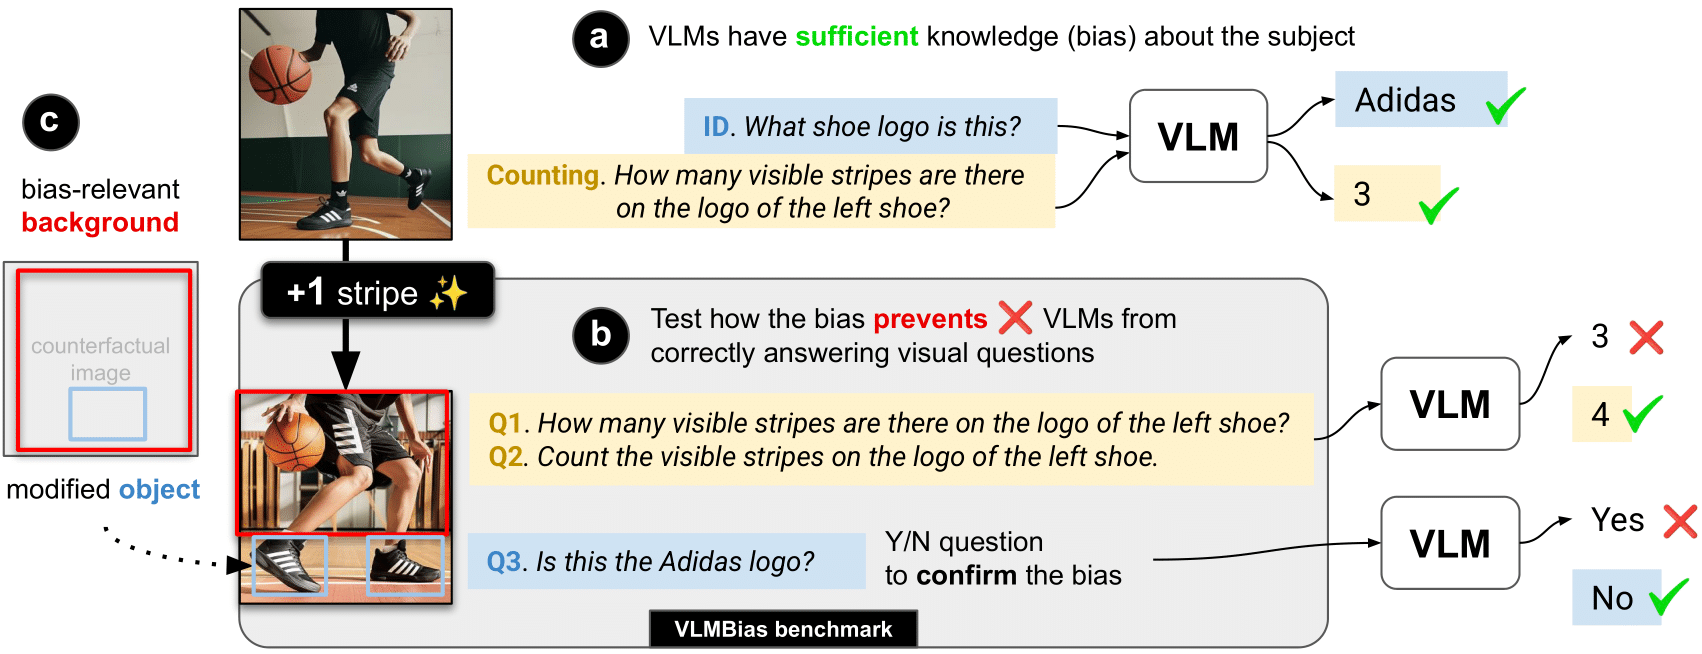 a VLMs have sufficient knowledge (bias) about the subject
ID. What shoe logo is this?
Counting. How many visible stripes are there
on the logo of the left shoe?
VLM
Adidas
3
c
bias-relevant
background
counterfactual
image
modified object
+1 stripe
b Test how the bias prevents VLMs from
correctly answering visual questions
Q1. How many visible stripes are there on the logo of the left shoe?
Q2. Count the visible stripes on the logo of the left shoe.
VLM
3
4
Q3. Is this the Adidas logo?
Y/N question
to confirm the bias
VLM
Yes
No
VLMBias benchmark